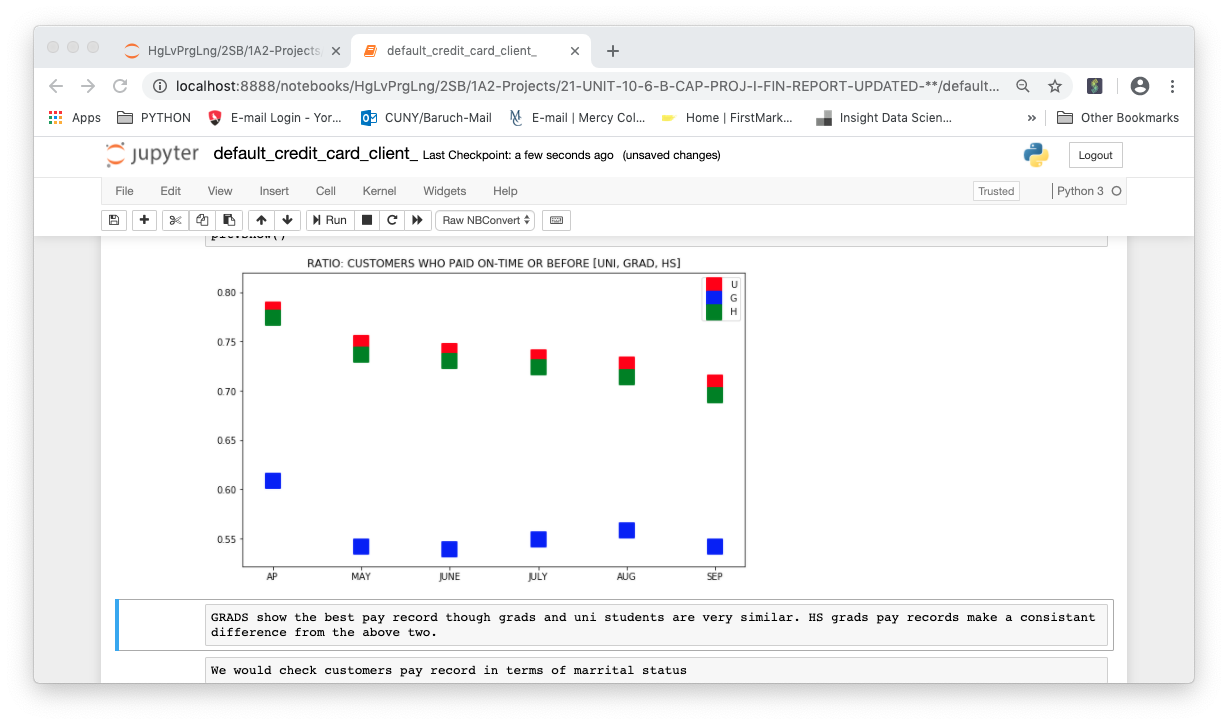 HgLvPrgLng/2SB/1A2-Projects
default_credit_card_client_
localhost:8888/notebooks/HgLvPrgLng/2SB/1A2-Projects/21-UNIT-10-6-B-CAP-PROJ-I-FIN-REPORT-UPDATED-**/default...
Apps PYTHON E-mail Login - Yor... CUNY/Baruch-Mail E-mail | Mercy Col... Home | FirstMark... Insight Data Scien... » Other Bookmarks
jupyter default_credit_card_client_ Last Checkpoint: a few seconds ago (unsaved changes) Logout
File Edit View Insert Cell Kernel Widgets Help Trusted Python 3
Run Raw NBConvert
plt.show()
RATIO: CUSTOMERS WHO PAID ON-TIME OR BEFORE [UNI, GRAD, HS]
U
G
H
0.80
0.75
0.70
0.65
0.60
0.55
AP MAY JUNE JULY AUG SEP
GRADS show the best pay record though grads and uni students are very similar. HS grads pay records make a consistant
difference from the above two.
We would check customers pay record in terms of marrital status